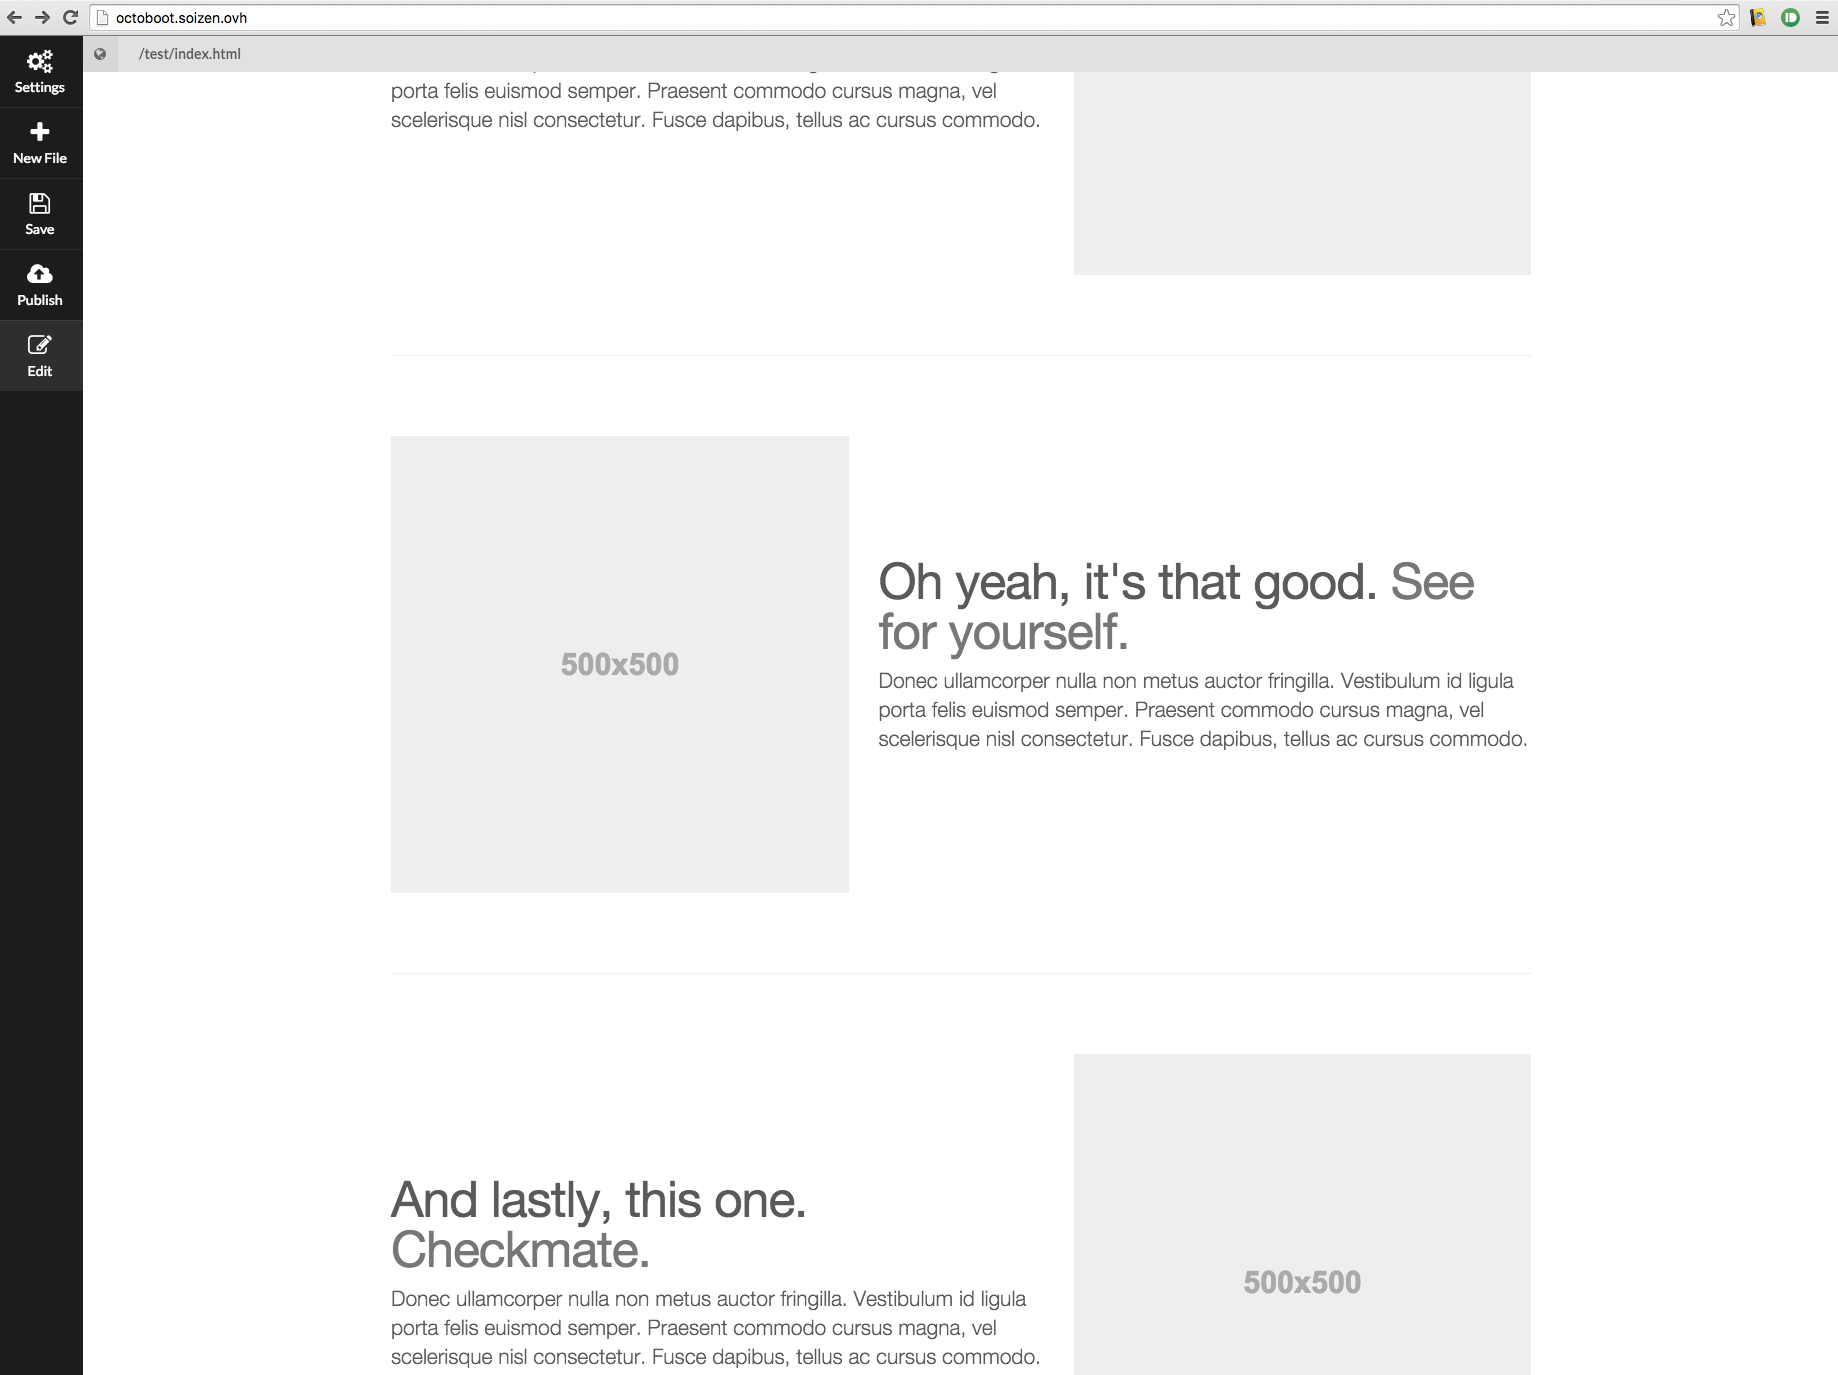 octoboot.soizen.ovh
/test/index.html
Settings
New File
Save
Publish
Edit
porta felis euismod semper. Praesent commodo cursus magna, vel
scelerisque nisl consectetur. Fusce dapibus, tellus ac cursus commodo.
500x500
Oh yeah, it's that good. See
for yourself.
Donec ullamcorper nulla non metus auctor fringilla. Vestibulum id ligula
porta felis euismod semper. Praesent commodo cursus magna, vel
scelerisque nisl consectetur. Fusce dapibus, tellus ac cursus commodo.
And lastly, this one.
Checkmate.
Donec ullamcorper nulla non metus auctor fringilla. Vestibulum id ligula
porta felis euismod semper. Praesent commodo cursus magna, vel
scelerisque nisl consectetur. Fusce dapibus, tellus ac cursus commodo.
500x500